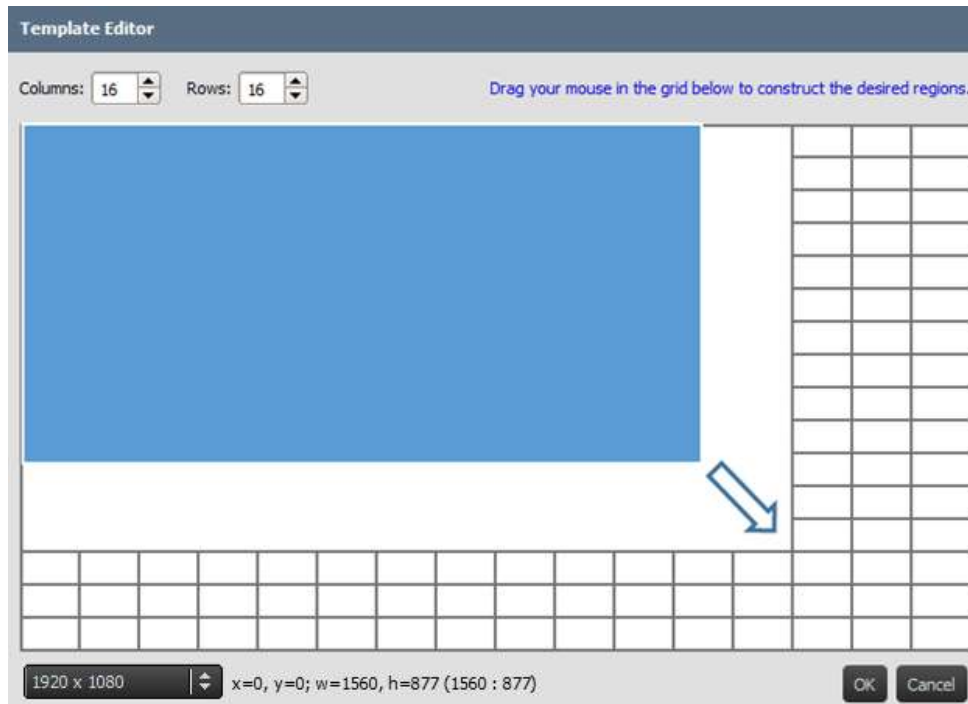 Template Editor
Columns: 16 Rows: 16 Drag your mouse in the grid below to construct the desired regions.
1920 x 1080 x=0, y=0; w=1560, h=877 (1560 : 877) OK Cancel